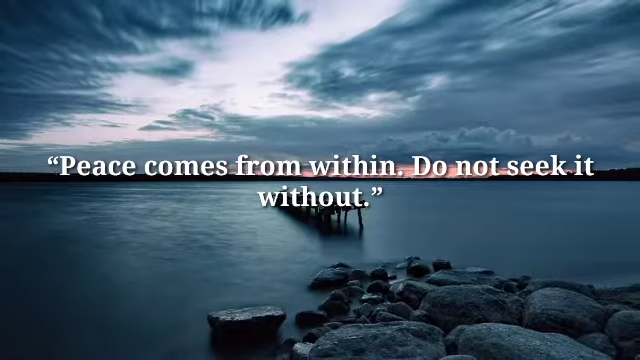 “Peace comes from within. Do not seek it
without.”